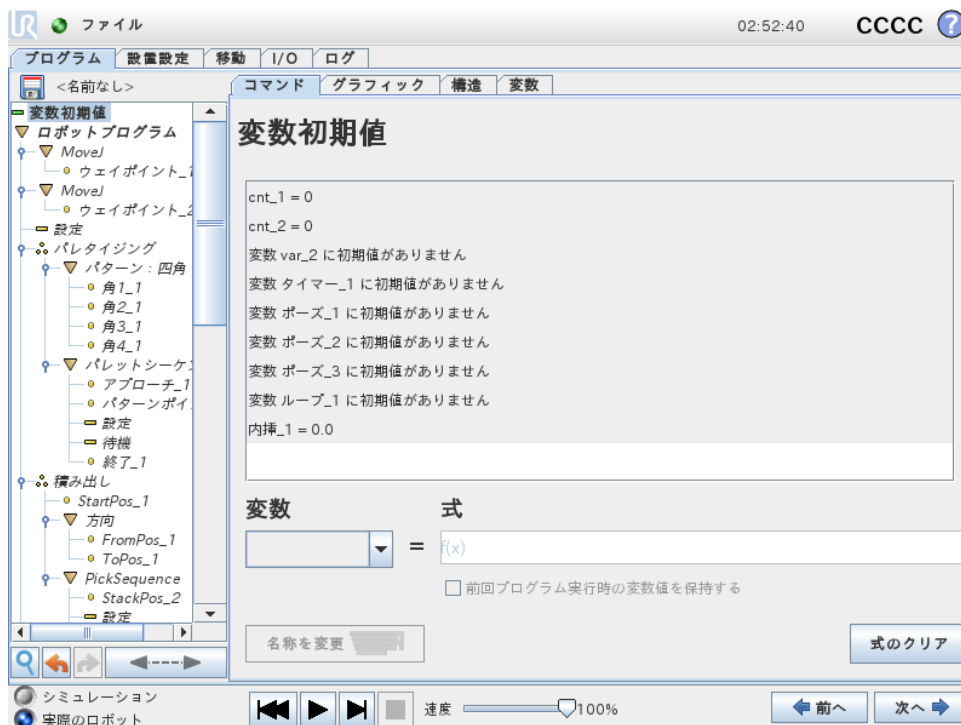 UR ファイル 02:52:40 CCCC ?
プログラム 設置設定 移動 I/O ログ
<名前なし>
コマンド グラフィック 構造 変数
変数初期値
ロボットプログラム
MoveJ
ウェイポイント_1
MoveJ
ウェイポイント_2
設定
パレタイジング
パターン：四角
角1_1
角2_1
角3_1
角4_1
パレットシーケン
アプローチ_1
パターンポイ
設定
待機
終了_1
積み出し
StartPos_1
方向
FromPos_1
ToPos_1
PickSequence
StackPos_2
設定
変数初期値
cnt_1 = 0
cnt_2 = 0
変数 var_2 に初期値がありません
変数 タイマー_1 に初期値がありません
変数 ポーズ_1 に初期値がありません
変数 ポーズ_2 に初期値がありません
変数 ポーズ_3 に初期値がありません
変数 ループ_1 に初期値がありません
内挿_1 = 0.0
変数 式
= f(x)
前回プログラム実行時の変数値を保持する
名称を変更
式のクリア
シミュレーション
実際のロボット
速度 100%
前へ 次へ